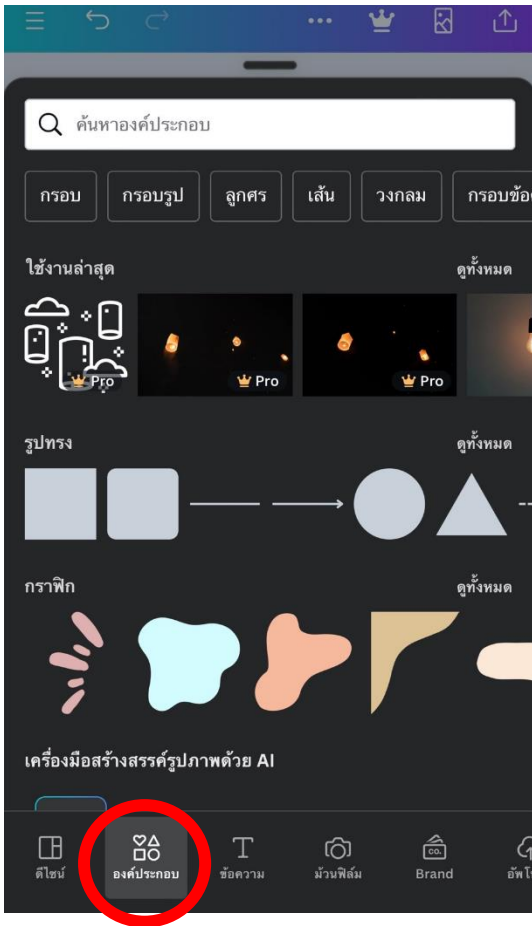 ค้นหาองค์ประกอบ
กรอบ กรอบรูป ลูกศร เส้น วงกลม
ใช้งานล่าสุด ดูทั้งหมด
Pro Pro Pro
รูปทรง ดูทั้งหมด
กราฟิก ดูทั้งหมด
เครื่องมือสร้างสรรค์รูปภาพด้วย AI
CO.
ดีไซน์ องค์ประกอบ ข้อความ ม้วนฟิล์ม Brand